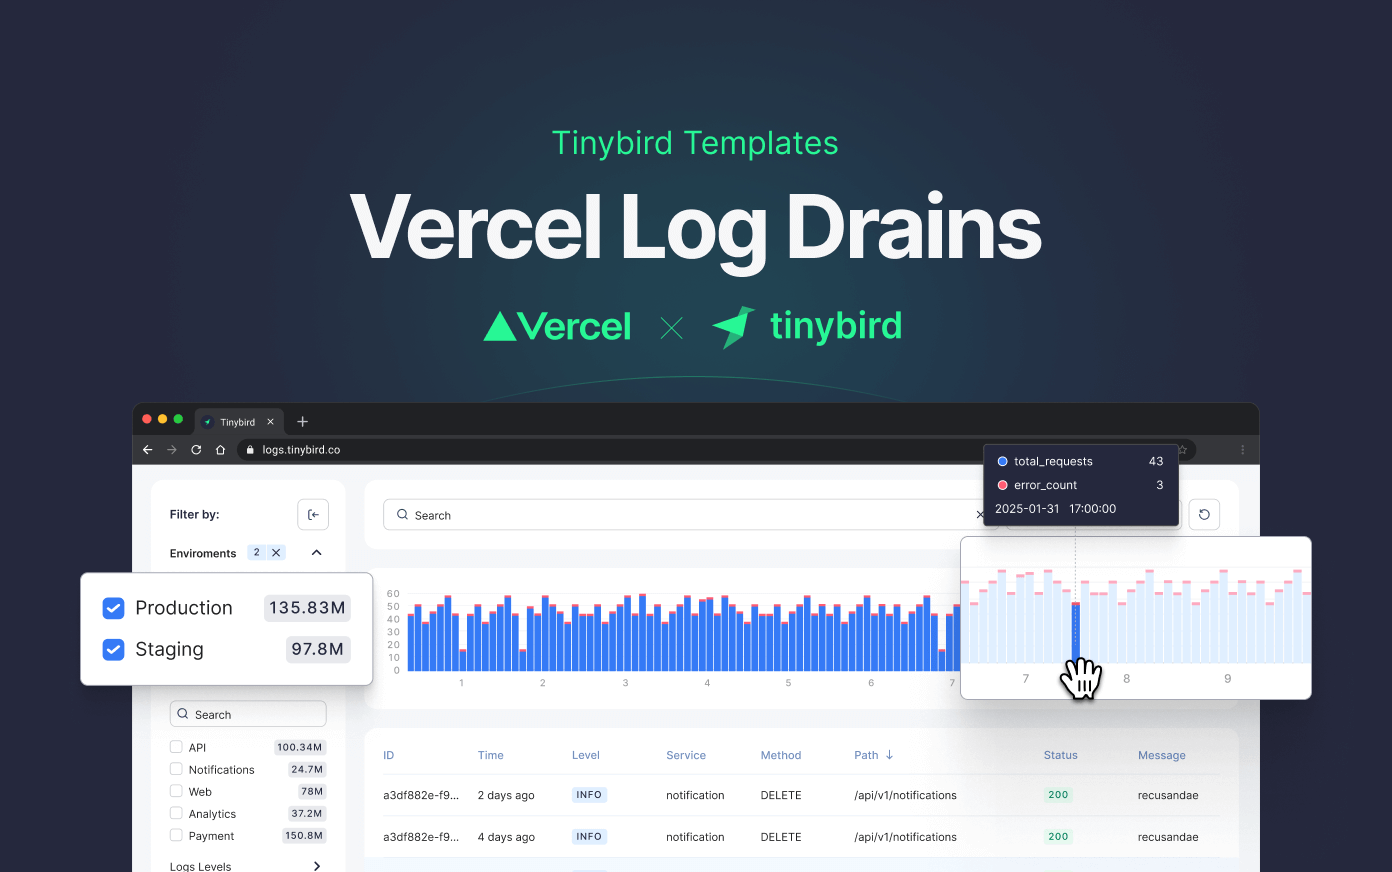 Tinybird Templates
Vercel Log Drains
Vercel tinybird
Tinybird
logs.tinybird.co
total_requests 43
error_count 3
2025-01-31 17:00:00
Filter by:
Search
Enviroments 2
Production 135.83M
Staging 97.8M
60
50
40
30
20
10
0
1 2 3 4 5 6 7
7 8 9
Search
API 100.34M
Notifications 24.7M
Web 78M
Analytics 37.2M
Payment 150.8M
Logs Levels
ID Time Level Service Method Path Status Message
a3df882e-f9... 2 days ago INFO notification DELETE /api/v1/notifications 200 recusandae
a3df882e-f9... 4 days ago INFO notification DELETE /api/v1/notifications 200 recusandae